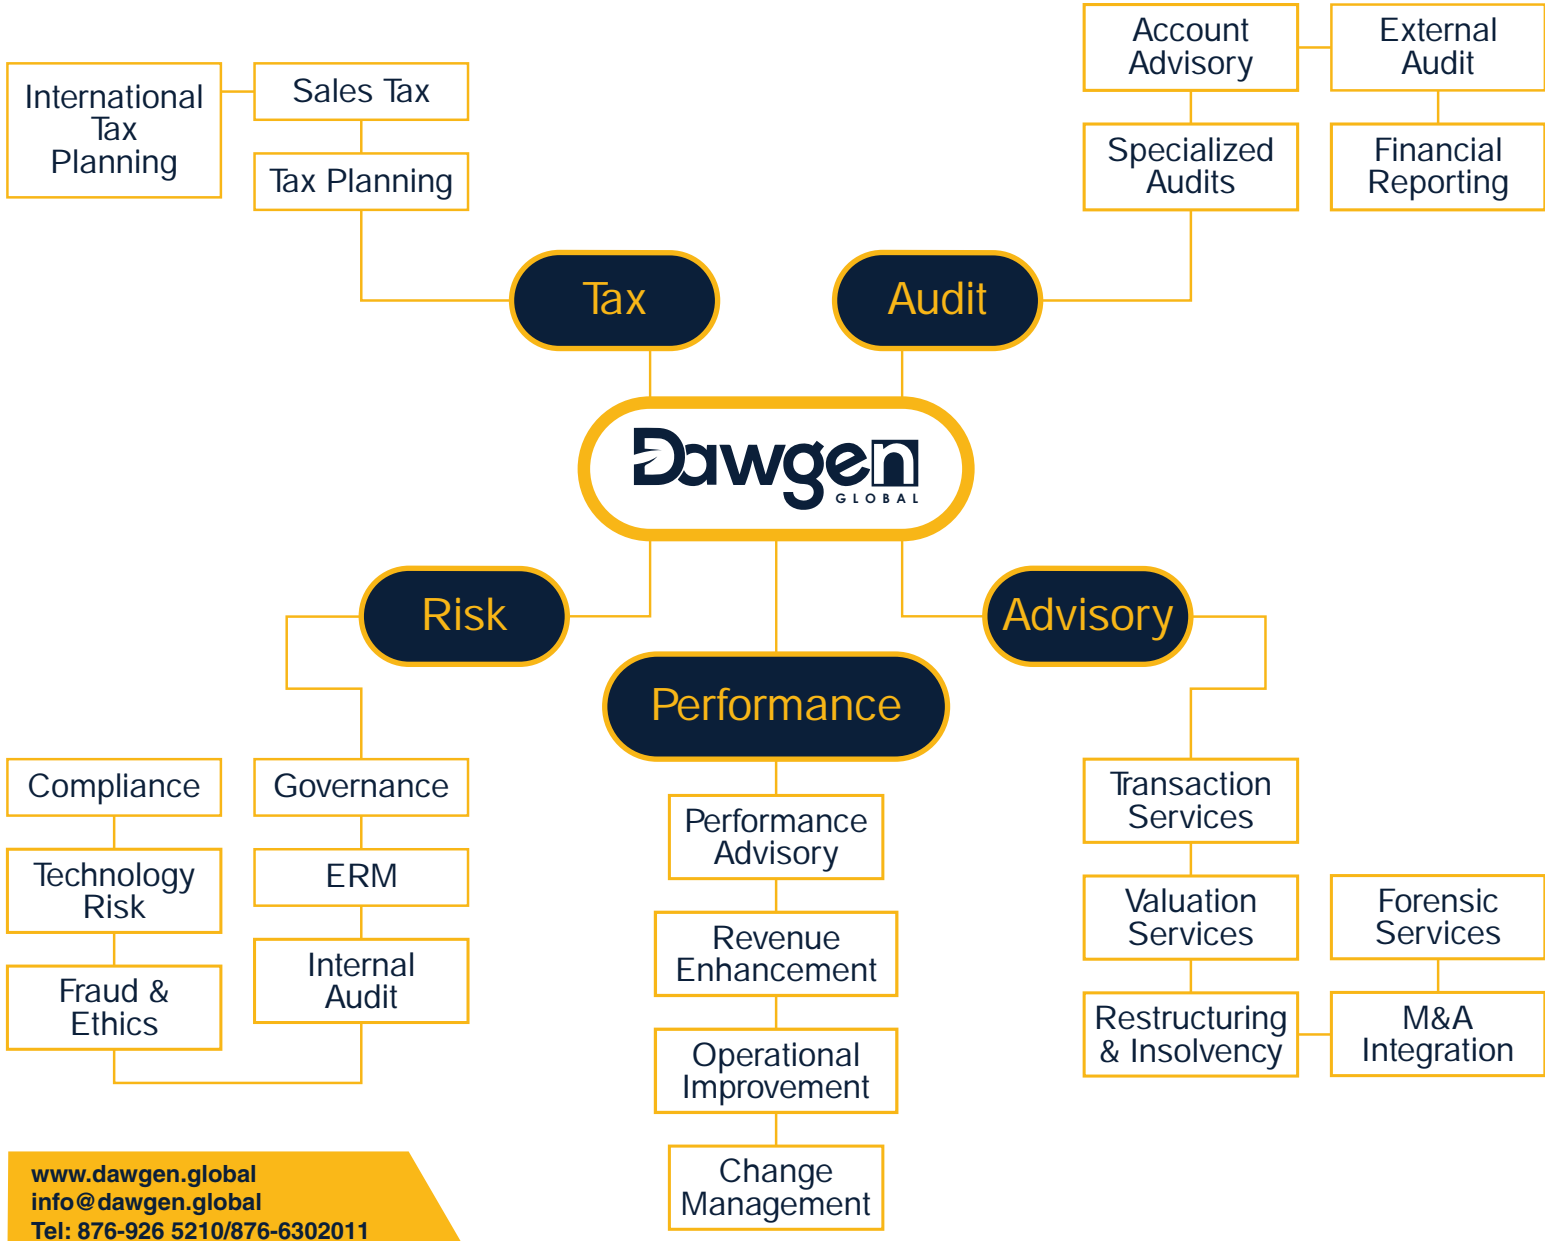 International
Tax
Planning
Sales Tax
Tax Planning
Account
Advisory
External
Audit
Specialized
Audits
Financial
Reporting
Tax
Audit
Dawgen
GLOBAL
Risk
Advisory
Performance
Compliance
Governance
Technology
Risk
ERM
Fraud &
Ethics
Internal
Audit
Performance
Advisory
Revenue
Enhancement
Operational
Improvement
Change
Management
Transaction
Services
Valuation
Services
Forensic
Services
Restructuring
& Insolvency
M&A
Integration
www.dawgen.global
info@dawgen.global
Tel: 876-926 5210/876-6302011